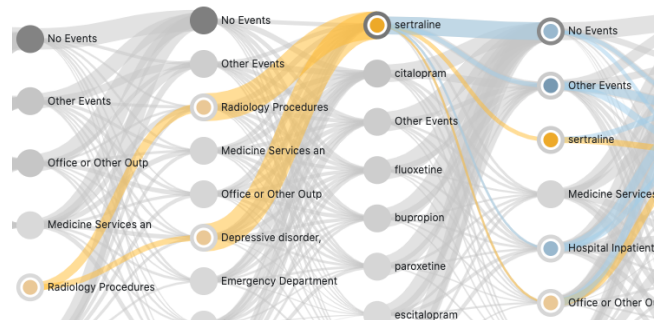 No Events
Other Events
Office or Other Outp
Medicine Services an
Radiology Procedures
No Events
Other Events
Radiology Procedures
Medicine Services an
Office or Other Outp
Depressive disorder,
Emergency Department
sertraline
citalopram
Other Events
fluoxetine
bupropion
paroxetine
escitalopram
No Events
Other Events
sertraline
Medicine Services
Hospital Inpatient
Office or Other Ou